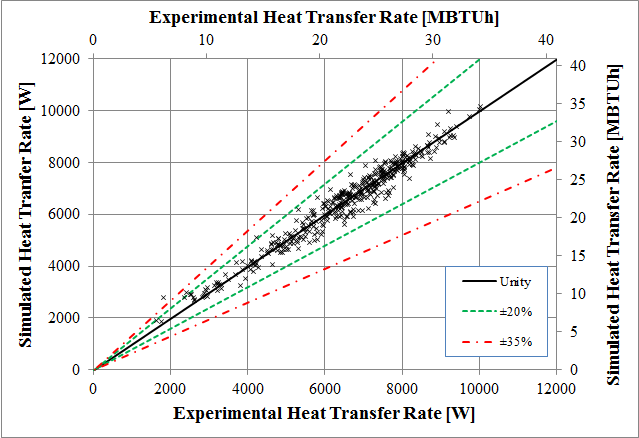 Experimental Heat Transfer Rate [MBTUh]
0 10 20 30 40
12000
10000
8000
6000
4000
2000
0
Simulated Heat Tranfer Rate [W]
40
35
30
25
20
15
10
5
0
Simulated Heat Transfer Rate [MBTUh]
Unity
±20%
±35%
0 2000 4000 6000 8000 10000 12000
Experimental Heat Transfer Rate [W]